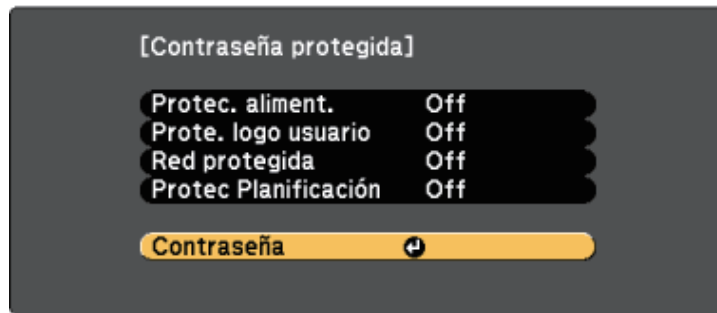 [Contraseña protegida]
Protec. aliment. Off
Prote. logo usuario Off
Red protegida Off
Protec Planificación Off
Contraseña